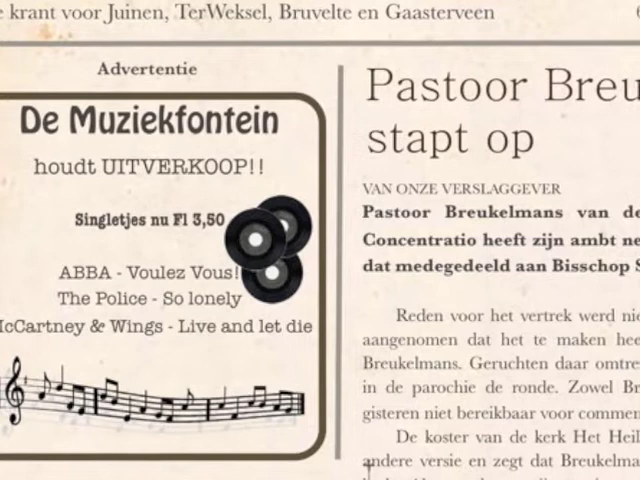 e krant voor Juinen, TerWeksel, Bruvelte en Gaasterveen
Advertentie
De Muziekfontein
houdt UITVERKOOP!!
Singletjes nu Fl 3,50
ABBA - Voulez Vous!
The Police - So lonely
McCartney & Wings - Live and let die
Pastoor Breu
stapt op
VAN ONZE VERSLAGGEVER
Pastoor Breukelmans van de
Concentratio heeft zijn ambt ne
dat medegedeeld aan Bisschop S
Reden voor het vertrek werd nie
aangenomen dat het te maken hee
Breukelmans. Geruchten daar omtre
in de parochie de ronde. Zowel Br
gisteren niet bereikbaar voor commen
De koster van de kerk Het Heil
andere versie en zegt dat Breukelma